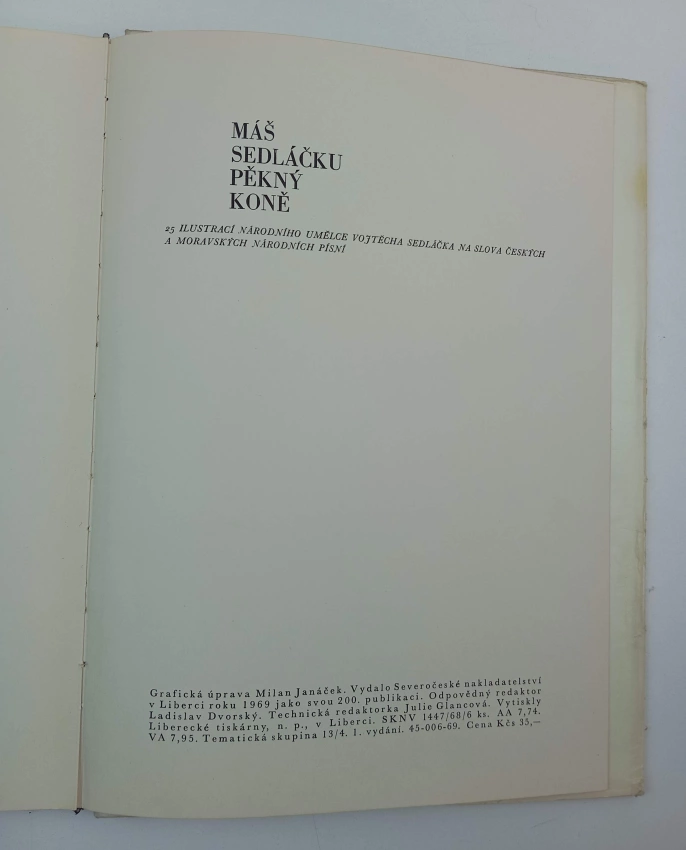 MÁŠ
SEDLÁČKU
PĚKNÝ
KONĚ
25 ILUSTRACÍ NÁRODNÍHO UMĚLCE VOJTĚCHA SEDLÁČKA NA SLOVA ČESKÝCH
A MORAVSKÝCH NÁRODNÍCH PÍSNÍ
Grafická úprava Milan Janáček. Vydalo Severočeské nakladatelství
v Liberci roku 1969 jako svou 200. publikaci. Odpovědný redaktor
Ladislav Dvorský. Technická redaktorka Julie Glancová. Vytiskly
Liberecké tiskárny, n. p., v Liberci. SKNV 1447/68/6 ks. AA 7,74.
VA 7,95. Tematická skupina 13/4. 1. vydání. 45-006-69. Cena Kčs 35,—